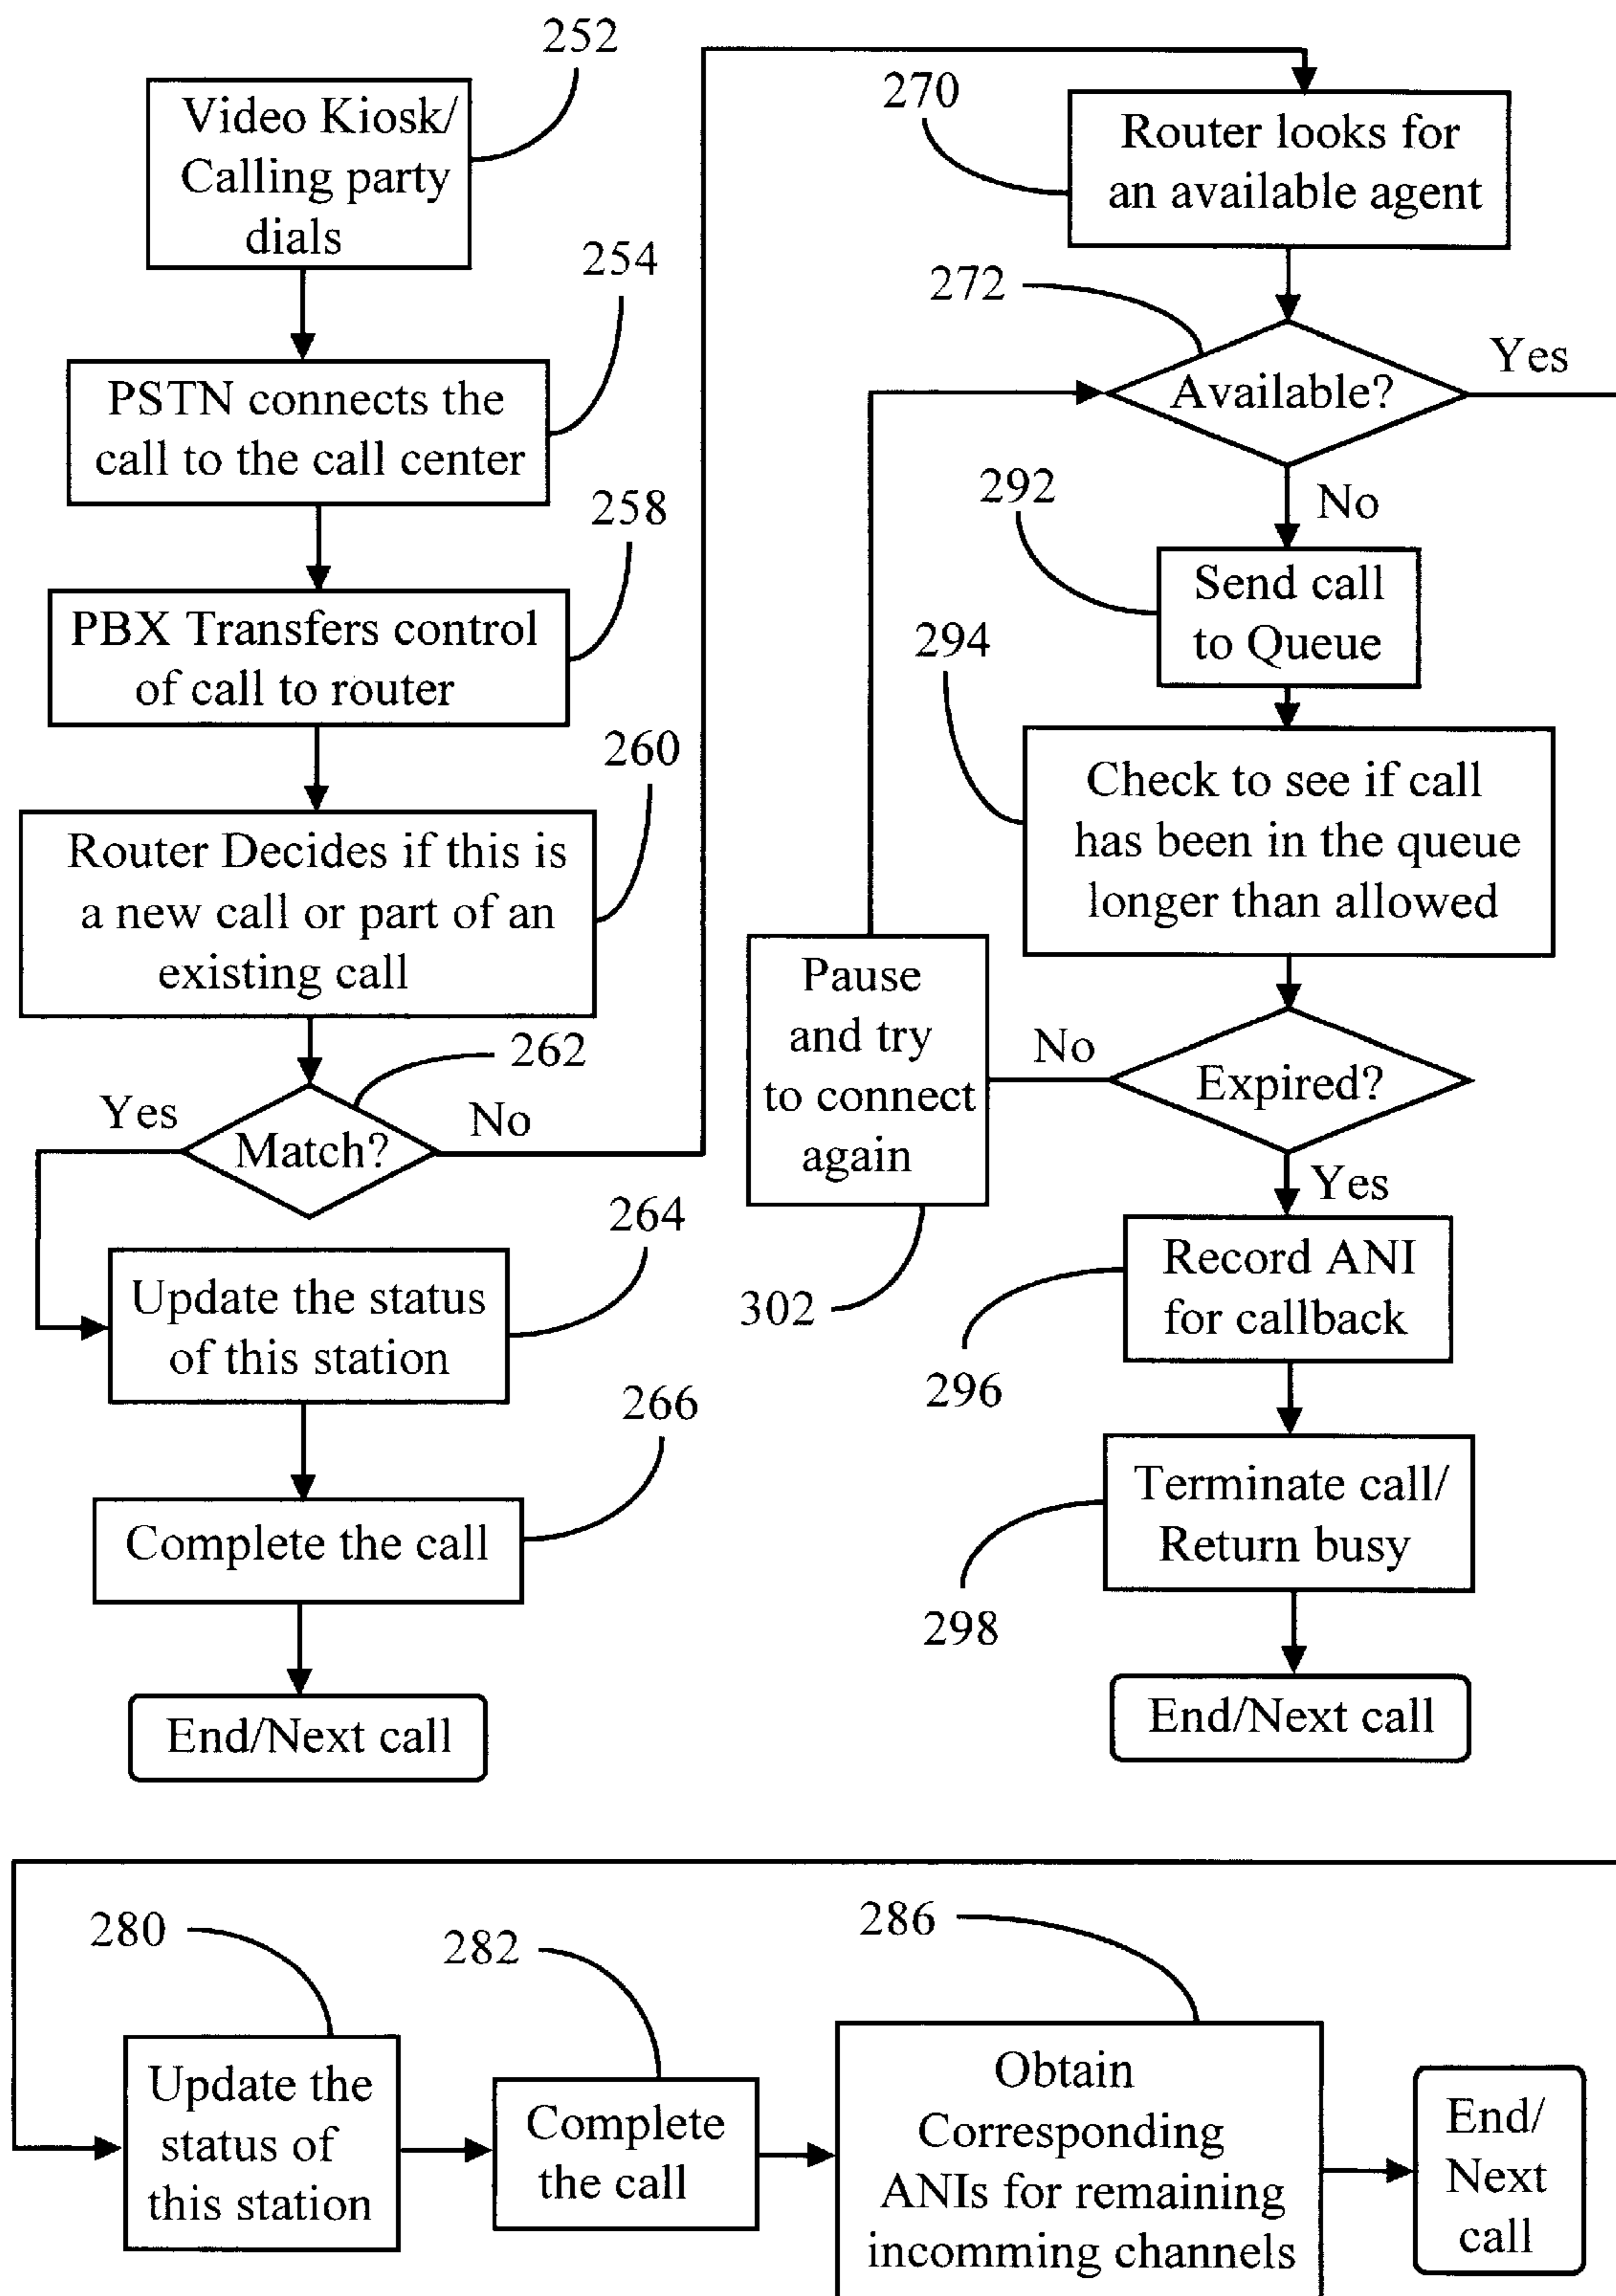 252
Video Kiosk/
Calling party
dials
254
PSTN connects the
call to the call center
258
PBX Transfers control
of call to router
260
Router Decides if this is
a new call or part of an
existing call
262
Yes
No
Match?
264
Update the status
of this station
266
Complete the call
End/Next call
270
Router looks for
an available agent
272
Yes
Available?
No
292
Send call
to Queue
294
Check to see if call
has been in the queue
longer than allowed
Pause
and try
to connect
again
No
Expired?
Yes
302
Record ANI
for callback
296
Terminate call/
Return busy
298
End/Next call
280
Update the
status of
this station
282
Complete
the call
286
Obtain
Corresponding
ANIs for remaining
incomming channels
End/
Next
call